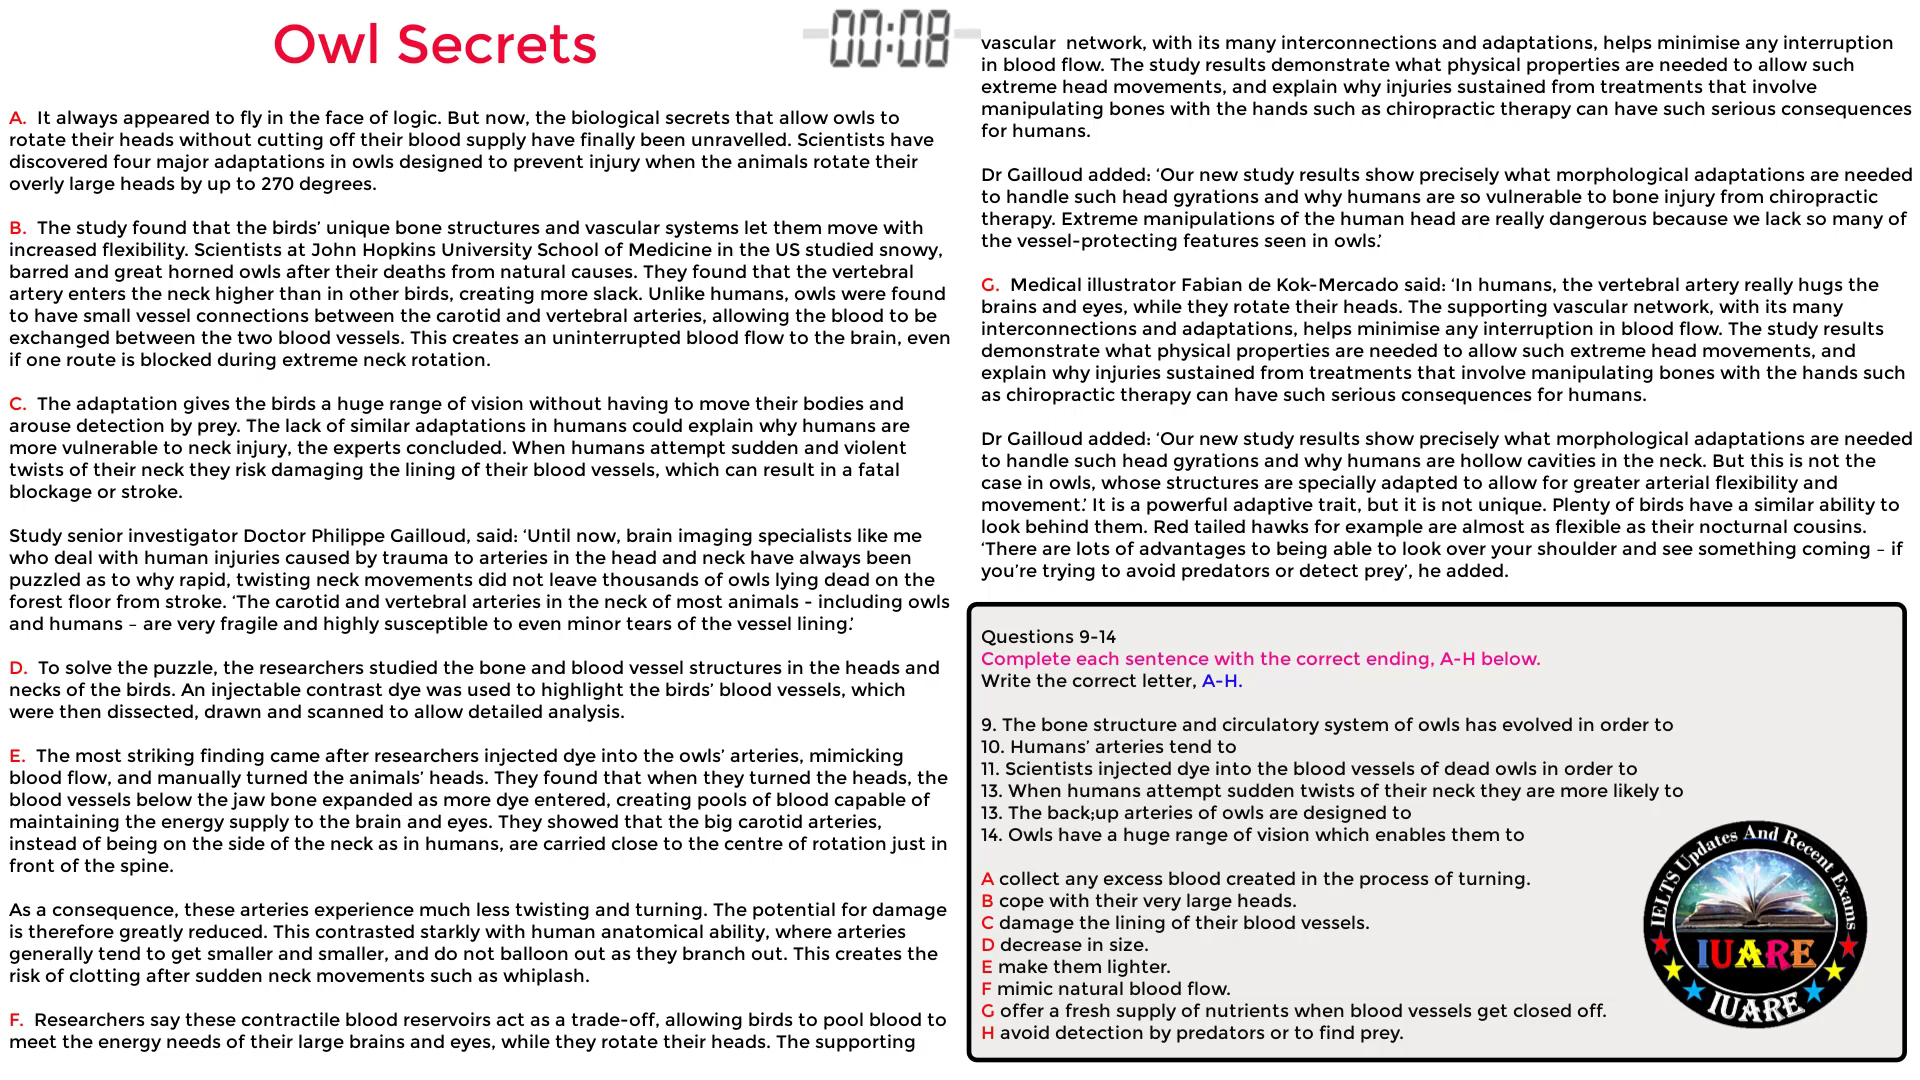 Owl Secrets
00:08
A. It always appeared to fly in the face of logic. But now, the biological secrets that allow owls to
rotate their heads without cutting off their blood supply have finally been unravelled. Scientists have
discovered four major adaptations in owls designed to prevent injury when the animals rotate their
overly large heads by up to 270 degrees.
B. The study found that the birds’ unique bone structures and vascular systems let them move with
increased flexibility. Scientists at John Hopkins University School of Medicine in the US studied snowy,
barred and great horned owls after their deaths from natural causes. They found that the vertebral
artery enters the neck higher than in other birds, creating more slack. Unlike humans, owls were found
to have small vessel connections between the carotid and vertebral arteries, allowing the blood to be
exchanged between the two blood vessels. This creates an uninterrupted blood flow to the brain, even
if one route is blocked during extreme neck rotation.
C. The adaptation gives the birds a huge range of vision without having to move their bodies and
arouse detection by prey. The lack of similar adaptations in humans could explain why humans are
more vulnerable to neck injury, the experts concluded. When humans attempt sudden and violent
twists of their neck they risk damaging the lining of their blood vessels, which can result in a fatal
blockage or stroke.
Study senior investigator Doctor Philippe Gailloud, said: ‘Until now, brain imaging specialists like me
who deal with human injuries caused by trauma to arteries in the head and neck have always been
puzzled as to why rapid, twisting neck movements did not leave thousands of owls lying dead on the
forest floor from stroke. ‘The carotid and vertebral arteries in the neck of most animals - including owls
and humans – are very fragile and highly susceptible to even minor tears of the vessel lining.’
D. To solve the puzzle, the researchers studied the bone and blood vessel structures in the heads and
necks of the birds. An injectable contrast dye was used to highlight the birds’ blood vessels, which
were then dissected, drawn and scanned to allow detailed analysis.
E. The most striking finding came after researchers injected dye into the owls’ arteries, mimicking
blood flow, and manually turned the animals’ heads. They found that when they turned the heads, the
blood vessels below the jaw bone expanded as more dye entered, creating pools of blood capable of
maintaining the energy supply to the brain and eyes. They showed that the big carotid arteries,
instead of being on the side of the neck as in humans, are carried close to the centre of rotation just in
front of the spine.
As a consequence, these arteries experience much less twisting and turning. The potential for damage
is therefore greatly reduced. This contrasted starkly with human anatomical ability, where arteries
generally tend to get smaller and smaller, and do not balloon out as they branch out. This creates the
risk of clotting after sudden neck movements such as whiplash.
F. Researchers say these contractile blood reservoirs act as a trade-off, allowing birds to pool blood to
meet the energy needs of their large brains and eyes, while they rotate their heads. The supporting
vascular network, with its many interconnections and adaptations, helps minimise any interruption
in blood flow. The study results demonstrate what physical properties are needed to allow such
extreme head movements, and explain why injuries sustained from treatments that involve
manipulating bones with the hands such as chiropractic therapy can have such serious consequences
for humans.
Dr Gailloud added: ‘Our new study results show precisely what morphological adaptations are needed
to handle such head gyrations and why humans are so vulnerable to bone injury from chiropractic
therapy. Extreme manipulations of the human head are really dangerous because we lack so many of
the vessel-protecting features seen in owls.’
G. Medical illustrator Fabian de Kok-Mercado said: ‘In humans, the vertebral artery really hugs the
brains and eyes, while they rotate their heads. The supporting vascular network, with its many
interconnections and adaptations, helps minimise any interruption in blood flow. The study results
demonstrate what physical properties are needed to allow such extreme head movements, and
explain why injuries sustained from treatments that involve manipulating bones with the hands such
as chiropractic therapy can have such serious consequences for humans.
Dr Gailloud added: ‘Our new study results show precisely what morphological adaptations are needed
to handle such head gyrations and why humans are hollow cavities in the neck. But this is not the
case in owls, whose structures are specially adapted to allow for greater arterial flexibility and
movement.’ It is a powerful adaptive trait, but it is not unique. Plenty of birds have a similar ability to
look behind them. Red tailed hawks for example are almost as flexible as their nocturnal cousins.
‘There are lots of advantages to being able to look over your shoulder and see something coming – if
you’re trying to avoid predators or detect prey’, he added.
Questions 9-14
Complete each sentence with the correct ending, A-H below.
Write the correct letter, A-H.
9. The bone structure and circulatory system of owls has evolved in order to
10. Humans’ arteries tend to
11. Scientists injected dye into the blood vessels of dead owls in order to
13. When humans attempt sudden twists of their neck they are more likely to
13. The back;up arteries of owls are designed to
14. Owls have a huge range of vision which enables them to
A collect any excess blood created in the process of turning.
B cope with their very large heads.
C damage the lining of their blood vessels.
D decrease in size.
E make them lighter.
F mimic natural blood flow.
G offer a fresh supply of nutrients when blood vessels get closed off.
H avoid detection by predators or to find prey.
IELTS Updates And Recent Exams
IUARE
IUARE